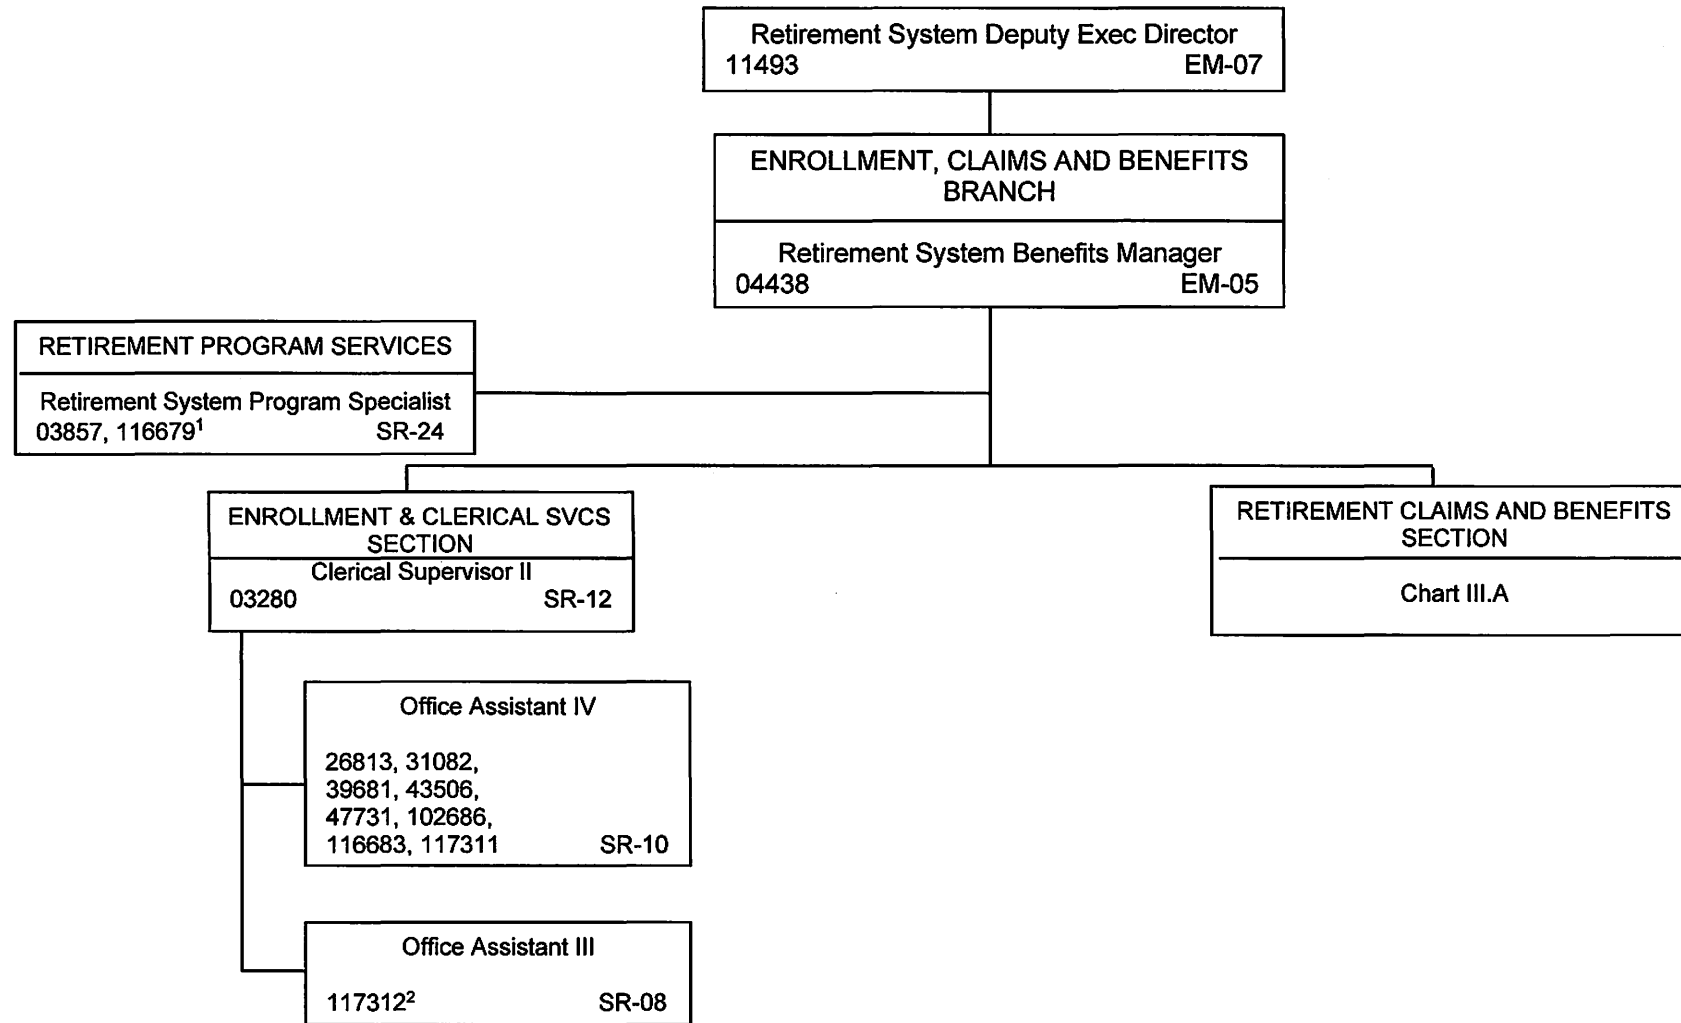 Retirement System Deputy Exec Director
11493 EM-07
ENROLLMENT, CLAIMS AND BENEFITS
BRANCH
Retirement System Benefits Manager
04438 EM-05
RETIREMENT PROGRAM SERVICES
Retirement System Program Specialist
03857, 116679¹ SR-24
ENROLLMENT & CLERICAL SVCS
SECTION
Clerical Supervisor II
03280 SR-12
RETIREMENT CLAIMS AND BENEFITS
SECTION
Chart III.A
Office Assistant IV
26813, 31082,
39681, 43506,
47731, 102686,
116683, 117311 SR-10
Office Assistant III
117312² SR-08